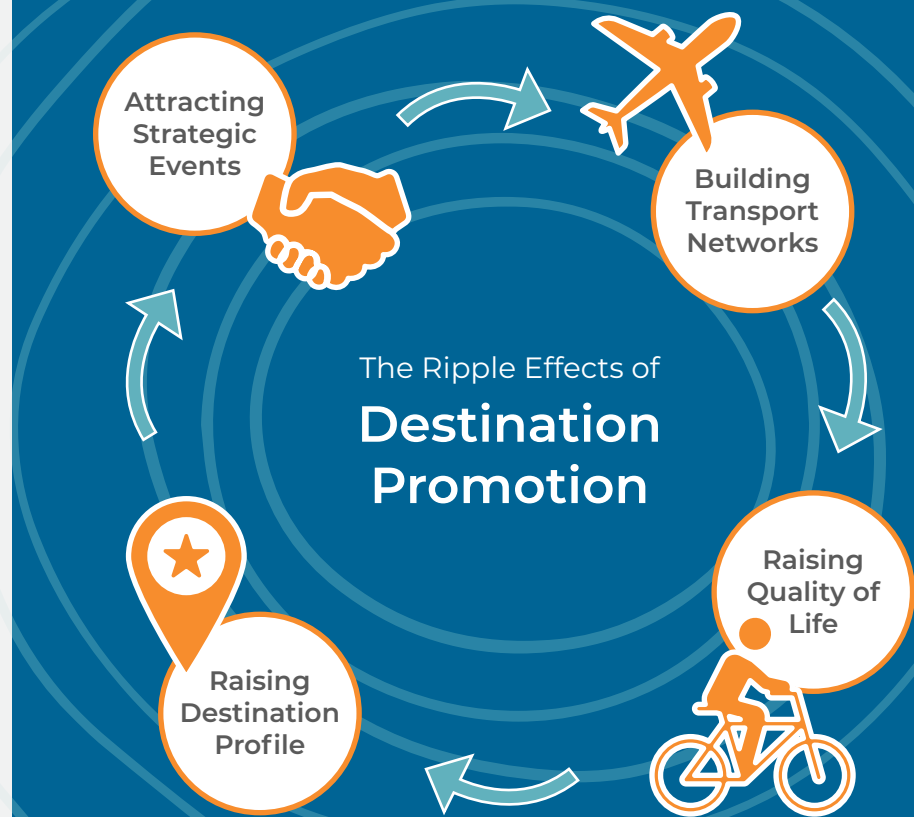 Attracting
Strategic
Events
Building
Transport
Networks
The Ripple Effects of
Destination
Promotion
Raising
Quality of
Life
Raising
Destination
Profile